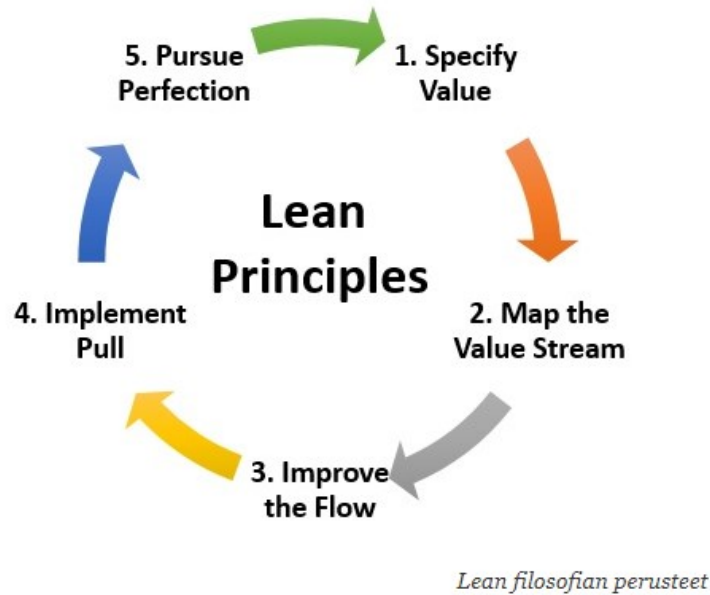 Lean
Principles
1. Specify
Value
2. Map the
Value Stream
3. Improve
the Flow
4. Implement
Pull
5. Pursue
Perfection
Lean filosofian perusteet